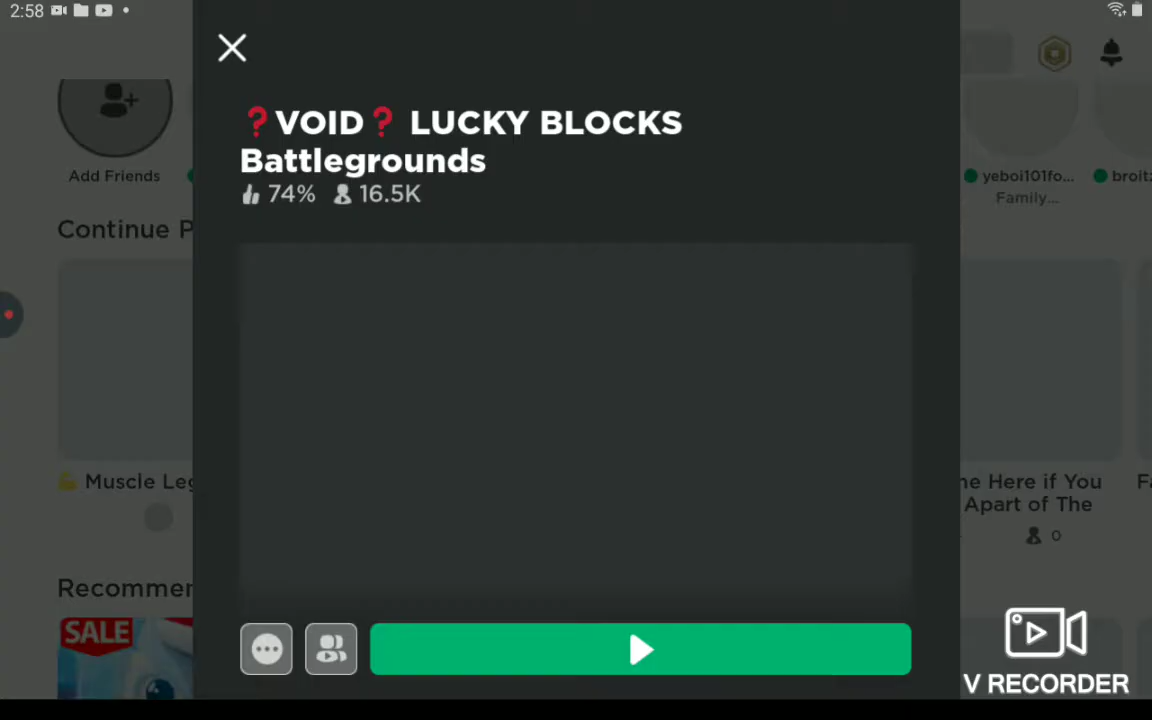 2:58
❓VOID❓ LUCKY BLOCKS
Battlegrounds
74% 16.5K
Add Friends
yeboi101fo...
broitz
Family...
Continue P
Muscle Leg
ne Here if You
Apart of The
F
0
Recommen
SALE
V RECORDER